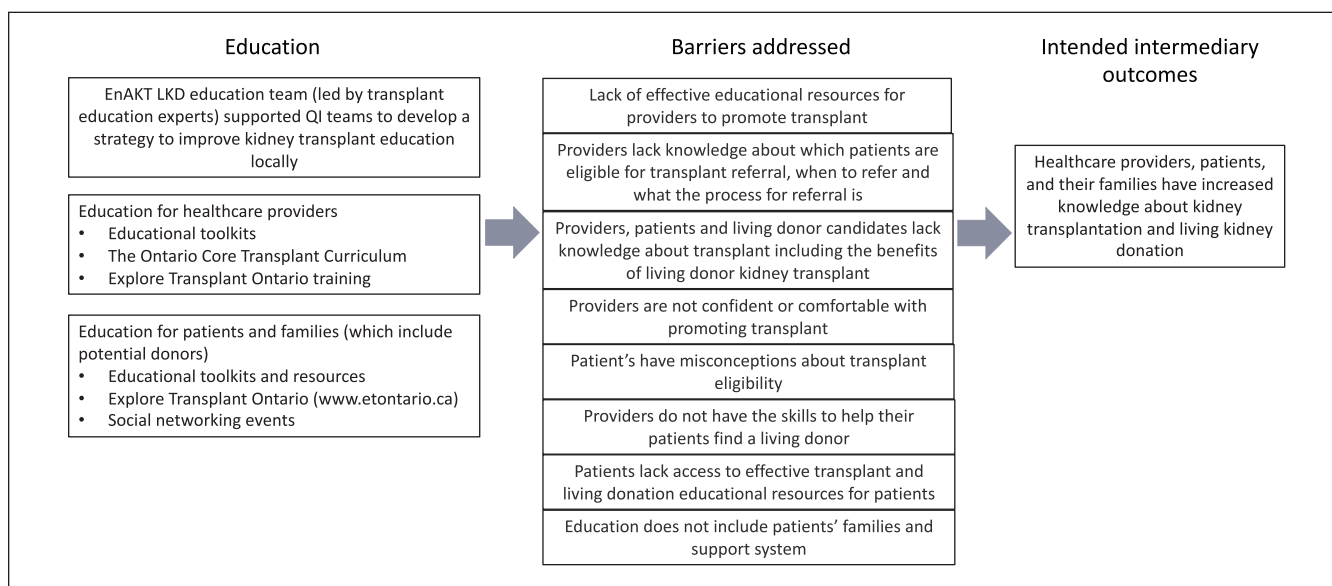 Education
EnAKT LKD education team (led by transplant
education experts) supported QI teams to develop a
strategy to improve kidney transplant education
locally
Education for healthcare providers
• Educational toolkits
• The Ontario Core Transplant Curriculum
• Explore Transplant Ontario training
Education for patients and families (which include
potential donors)
• Educational toolkits and resources
• Explore Transplant Ontario (www.etontario.ca)
• Social networking events
Barriers addressed
Lack of effective educational resources for
providers to promote transplant
Providers lack knowledge about which patients are
eligible for transplant referral, when to refer and
what the process for referral is
Providers, patients and living donor candidates lack
knowledge about transplant including the benefits
of living donor kidney transplant
Providers are not confident or comfortable with
promoting transplant
Patient's have misconceptions about transplant
eligibility
Providers do not have the skills to help their
patients find a living donor
Patients lack access to effective transplant and
living donation educational resources for patients
Education does not include patients' families and
support system
Intended intermediary
outcomes
Healthcare providers, patients,
and their families have increased
knowledge about kidney
transplantation and living kidney
donation